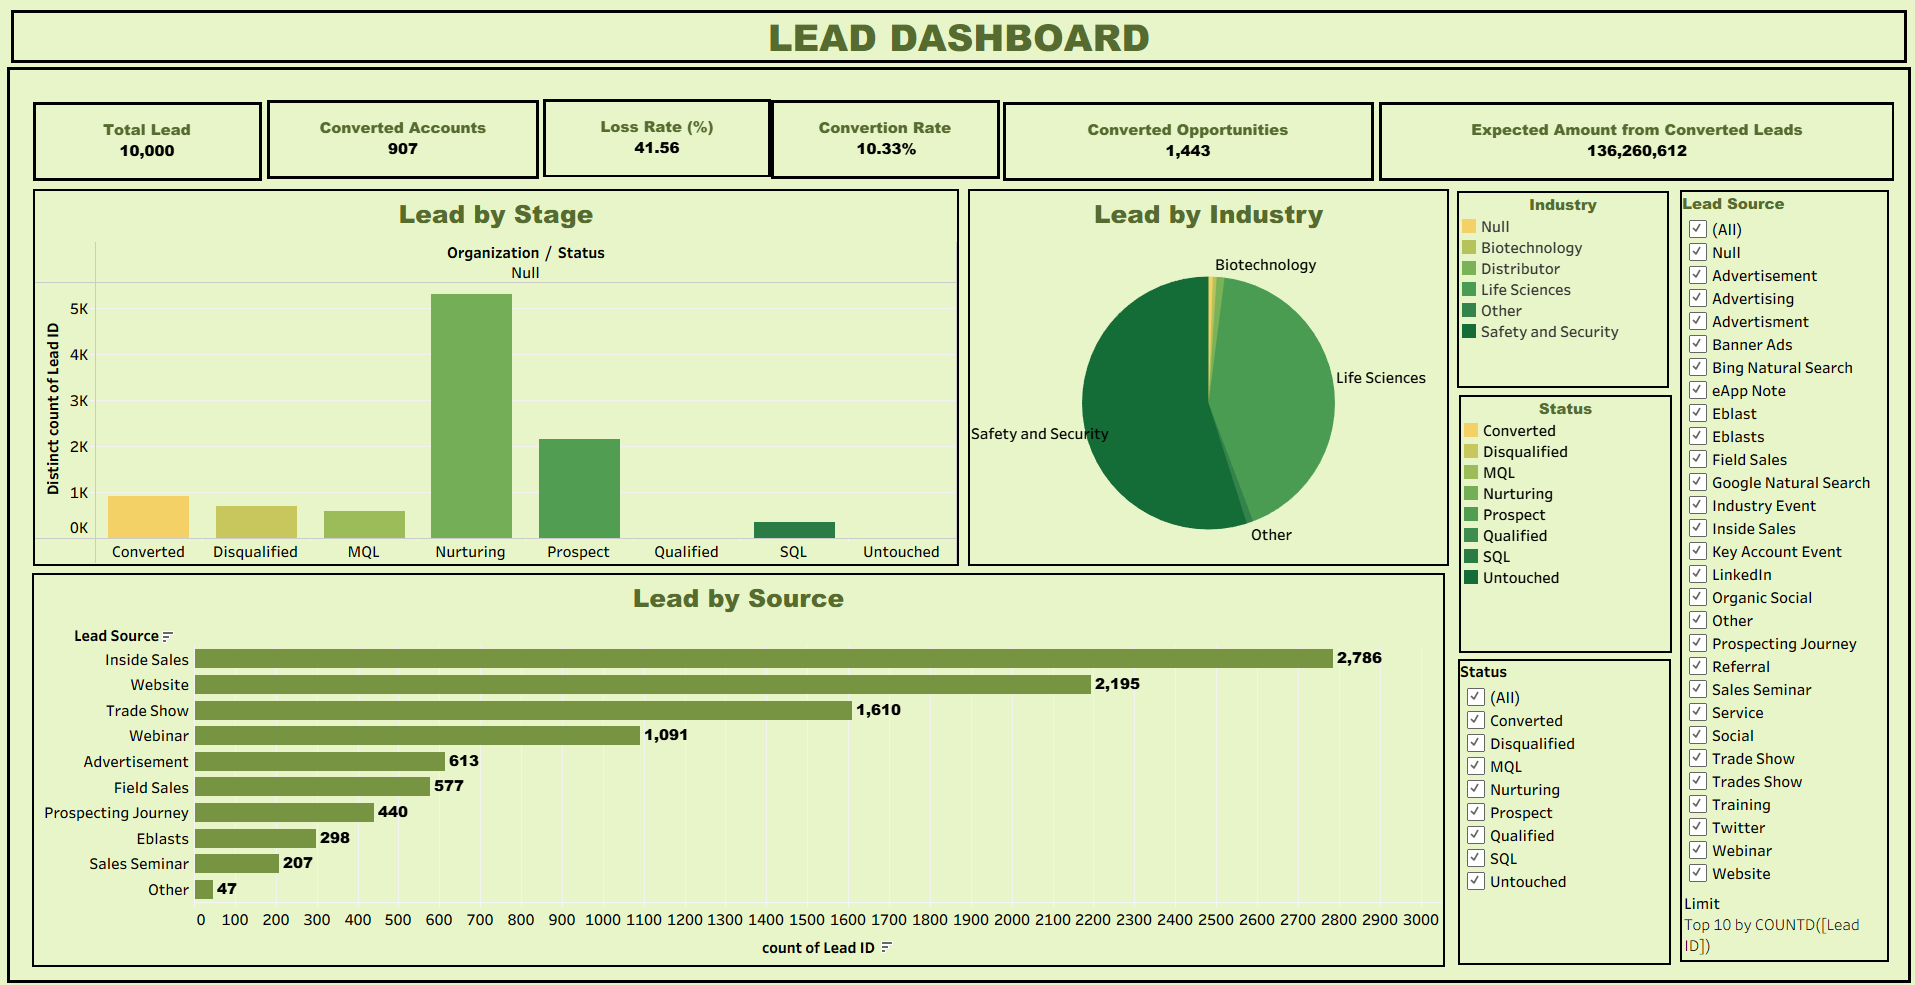 LEAD DASHBOARD
Total Lead
10,000
Converted Accounts
907
Loss Rate (%)
41.56
Convertion Rate
10.33%
Converted Opportunities
1,443
Expected Amount from Converted Leads
136,260,612
Lead by Stage
Organization / Status
Null
Distinct count of Lead ID
5K
4K
3K
2K
1K
0K
Converted
Disqualified
MQL
Nurturing
Prospect
Qualified
SQL
Untouched
Lead by Industry
Biotechnology
Life Sciences
Safety and Security
Other
Industry
Null
Biotechnology
Distributor
Life Sciences
Other
Safety and Security
Status
Converted
Disqualified
MQL
Nurturing
Prospect
Qualified
SQL
Untouched
Lead by Source
Lead Source
Inside Sales 2,786
Website 2,195
Trade Show 1,610
Webinar 1,091
Advertisement 613
Field Sales 577
Prospecting Journey 440
Eblasts 298
Sales Seminar 207
Other 47
0 100 200 300 400 500 600 700 800 900 1000 1100 1200 1300 1400 1500 1600 1700 1800 1900 2000 2100 2200 2300 2400 2500 2600 2700 2800 2900 3000
count of Lead ID
Status
(All)
Converted
Disqualified
MQL
Nurturing
Prospect
Qualified
SQL
Untouched
Lead Source
(All)
Null
Advertisement
Advertising
Advertisment
Banner Ads
Bing Natural Search
eApp Note
Eblast
Eblasts
Field Sales
Google Natural Search
Industry Event
Inside Sales
Key Account Event
LinkedIn
Organic Social
Other
Prospecting Journey
Referral
Sales Seminar
Service
Social
Trade Show
Trades Show
Training
Twitter
Webinar
Website
Limit
Top 10 by COUNTD([Lead
ID])